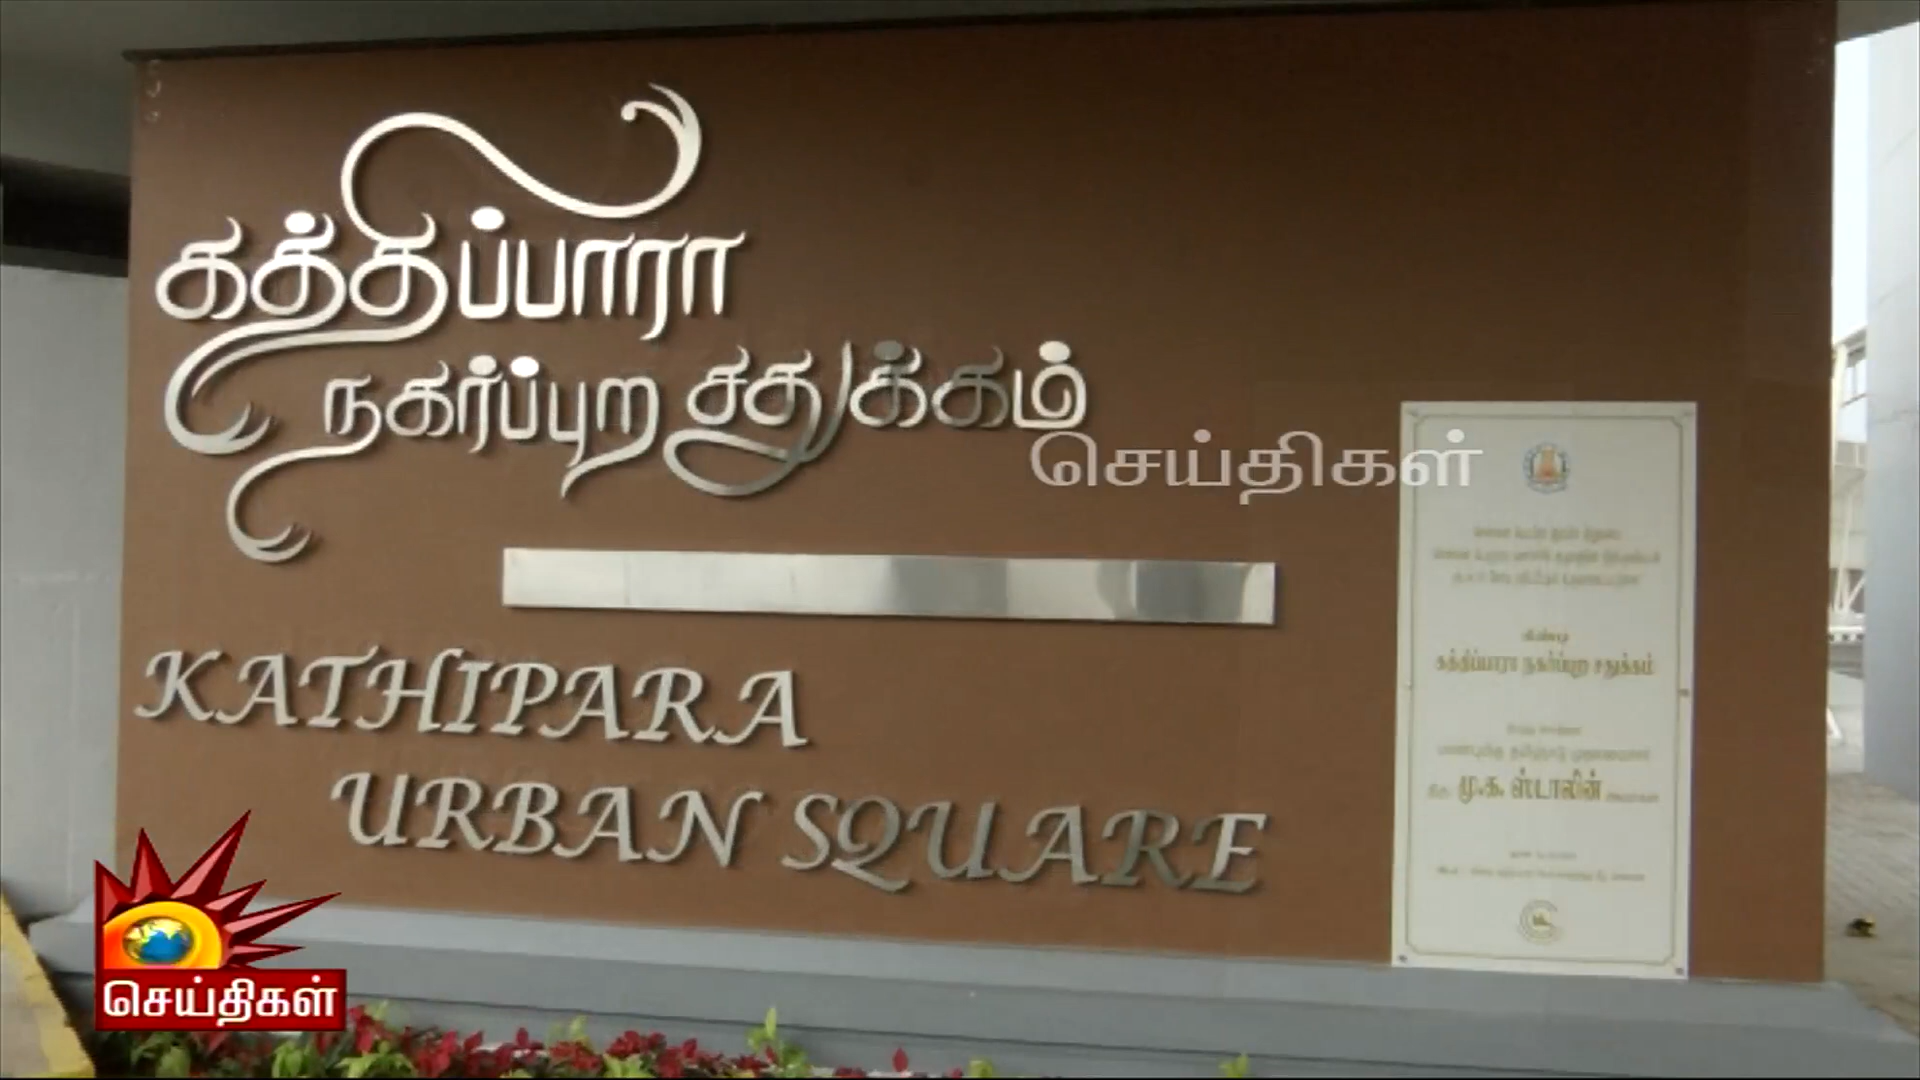 கத்திப்பாரா
நகர்ப்புற சதுக்கம்
செய்திகள்
KATHIPARA
URBAN SQUARE
கத்திப்பாரா நகர்ப்புற சதுக்கம்
மு.க. ஸ்டாலின்
செய்திகள்